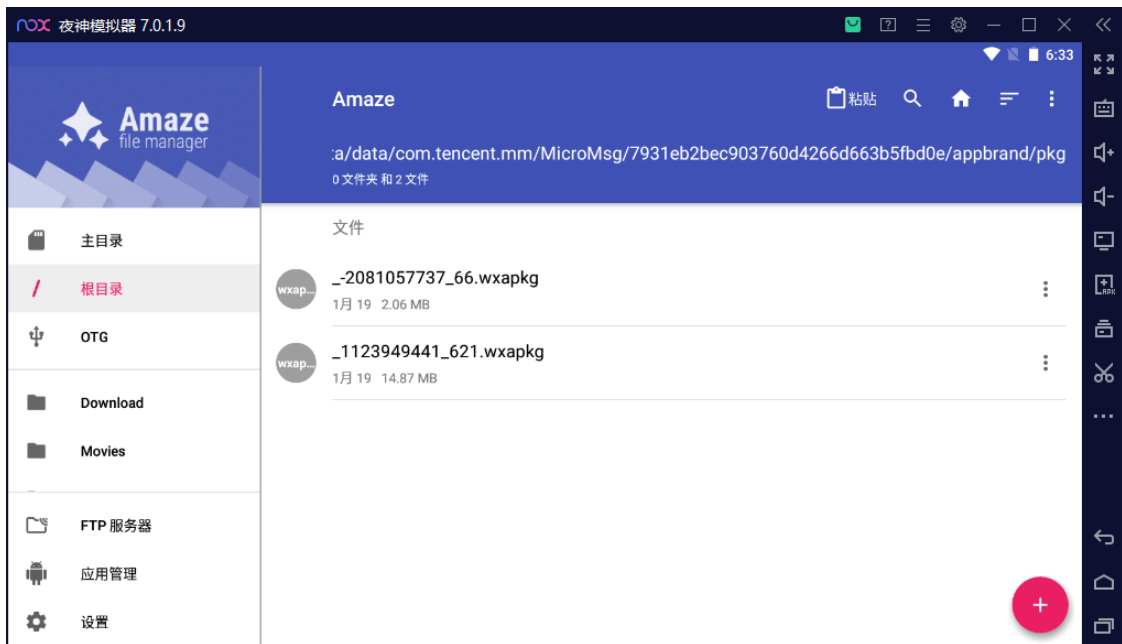 nox 夜神模拟器 7.0.1.9
6:33
Amaze
file manager
Amaze
粘贴
:a/data/com.tencent.mm/MicroMsg/7931eb2bec903760d4266d663b5fbd0e/appbrand/pkg
0 文件夹 和 2 文件
主目录
根目录
OTG
Download
Movies
FTP 服务器
应用管理
设置
文件
wxap...
_-2081057737_66.wxapkg
1月 19 2.06 MB
wxap...
_1123949441_621.wxapkg
1月 19 14.87 MB
APK